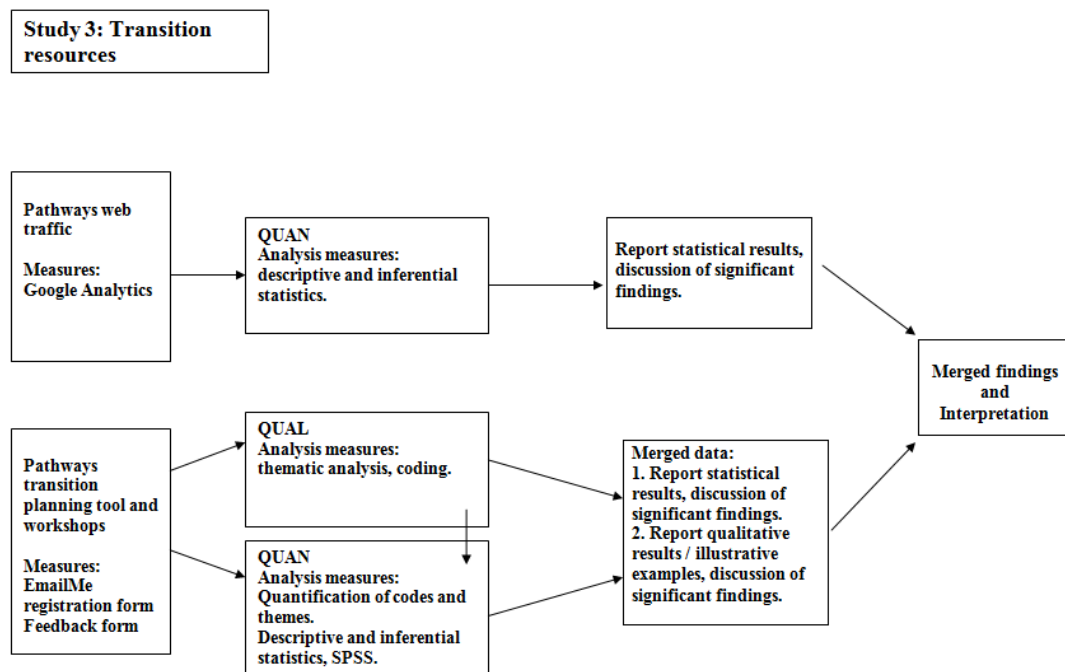 Study 3: Transition
resources
Pathways web
traffic
Measures:
Google Analytics
QUAN
Analysis measures:
descriptive and inferential
statistics.
Report statistical results,
discussion of significant
findings.
Merged findings
and
Interpretation
Pathways
transition
planning tool and
workshops
Measures:
EmailMe
registration form
Feedback form
QUAL
Analysis measures:
thematic analysis, coding.
QUAN
Analysis measures:
Quantification of codes and
themes.
Descriptive and inferential
statistics, SPSS.
Merged data:
1. Report statistical
results, discussion of
significant findings.
2. Report qualitative
results / illustrative
examples, discussion of
significant findings.